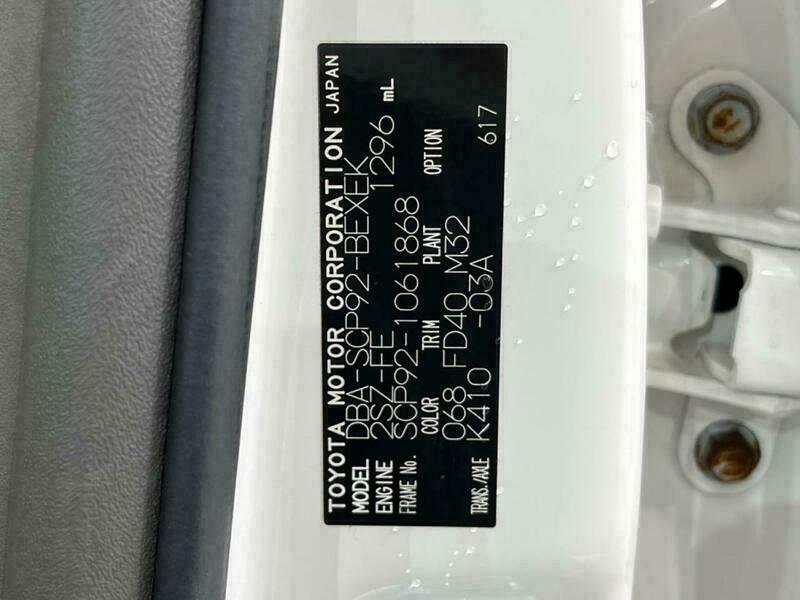 TOYOTA MOTOR CORPORATION JAPAN
MODEL DBA-SCP92-BEXEK
ENGINE 2SZ-FE 1296 mL
FRAME No. SCP92-1061868
COLOR TRIM PLANT OPTION
068 FD40 M32
TRANS./AXLE K410 -03A 617